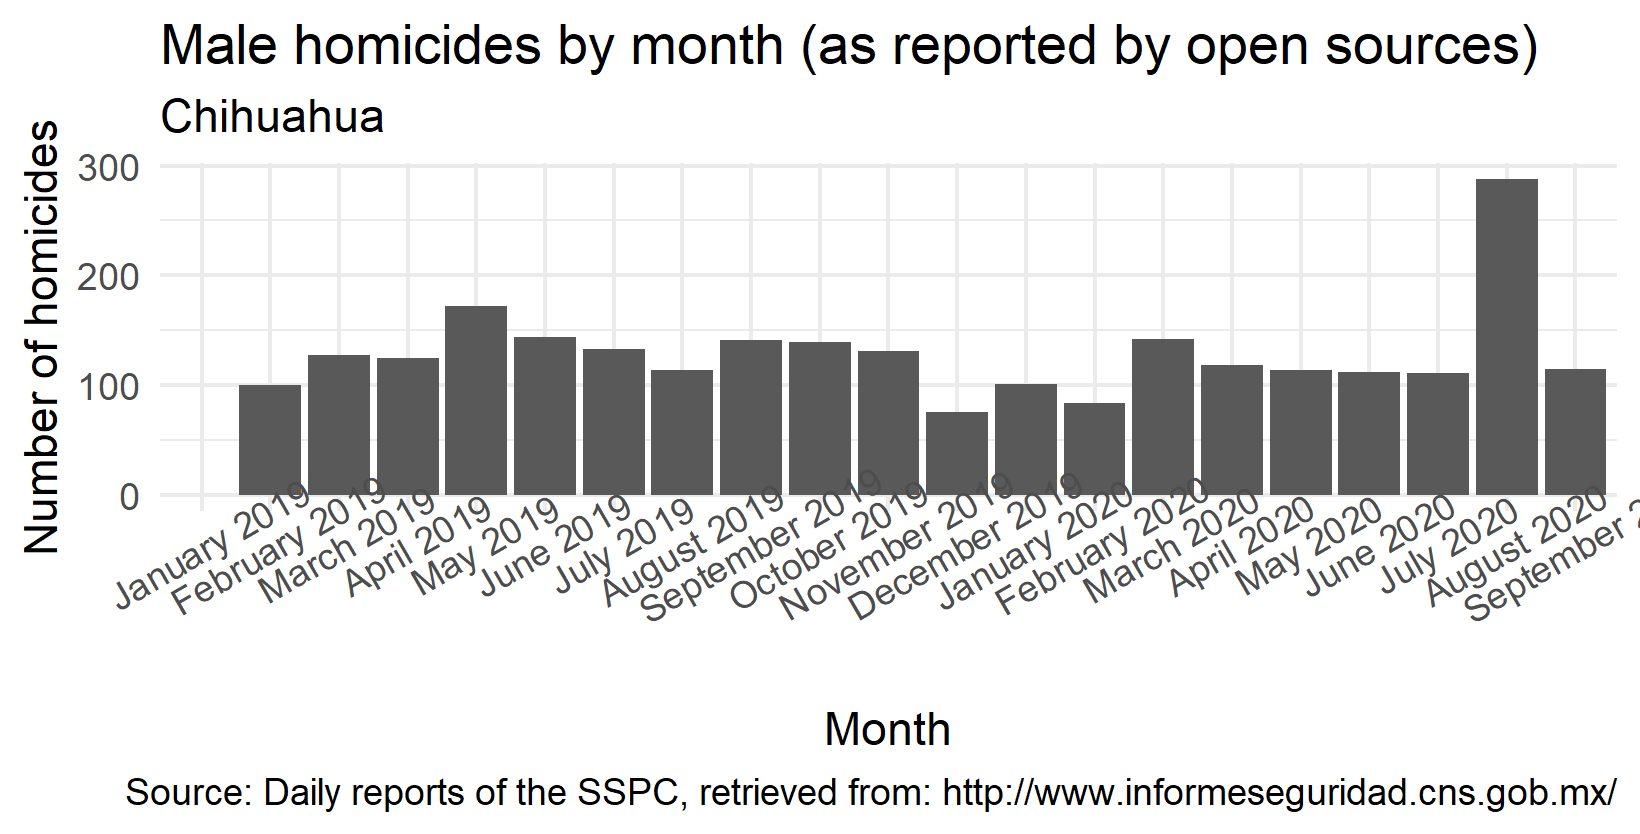 Male homicides by month (as reported by open sources)
Chihuahua
Number of homicides
300
200
100
0
January 2019
February 2019
March 2019
April 2019
May 2019
June 2019
July 2019
August 2019
September 2019
October 2019
November 2019
December 2019
January 2020
February 2020
March 2020
April 2020
May 2020
June 2020
July 2020
August 2020
September 2
Month
Source: Daily reports of the SSPC, retrieved from: http://www.informeseguridad.cns.gob.mx/